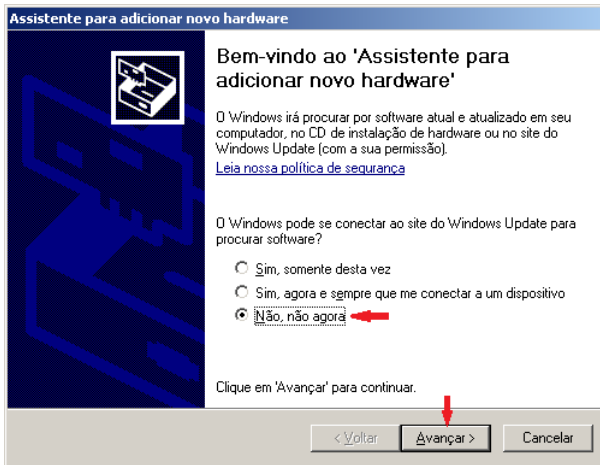 Assistente para adicionar novo hardware
Bem-vindo ao 'Assistente para
adicionar novo hardware'
O Windows irá procurar por software atual e atualizado em seu
computador, no CD de instalação de hardware ou no site do
Windows Update (com a sua permissão).
Leia nossa política de segurança
O Windows pode se conectar ao site do Windows Update para
procurar software?
Sim, somente desta vez
Sim, agora e sempre que me conectar a um dispositivo
Não, não agora
Clique em 'Avançar' para continuar.
< Voltar Avançar > Cancelar